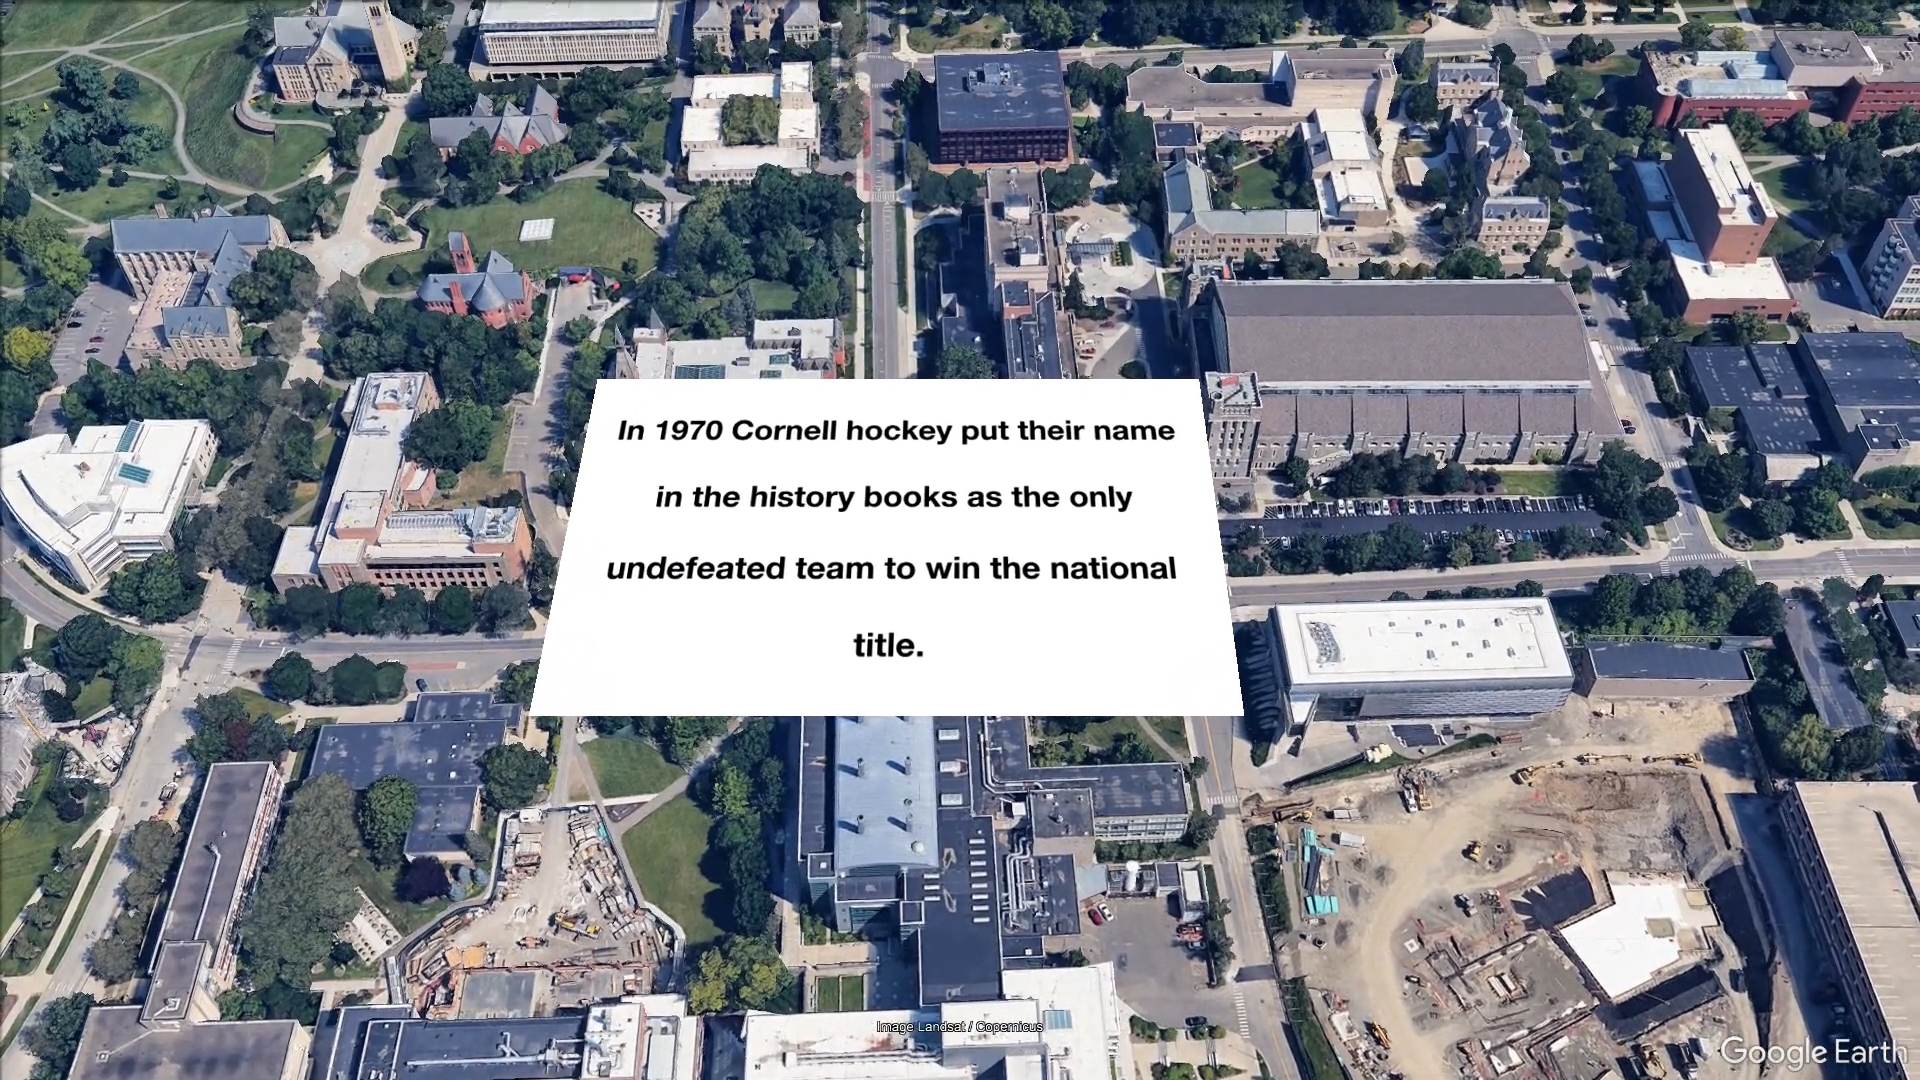 In 1970 Cornell hockey put their name
in the history books as the only
undefeated team to win the national
title.
Image Landsat / Copernicus
Google Earth